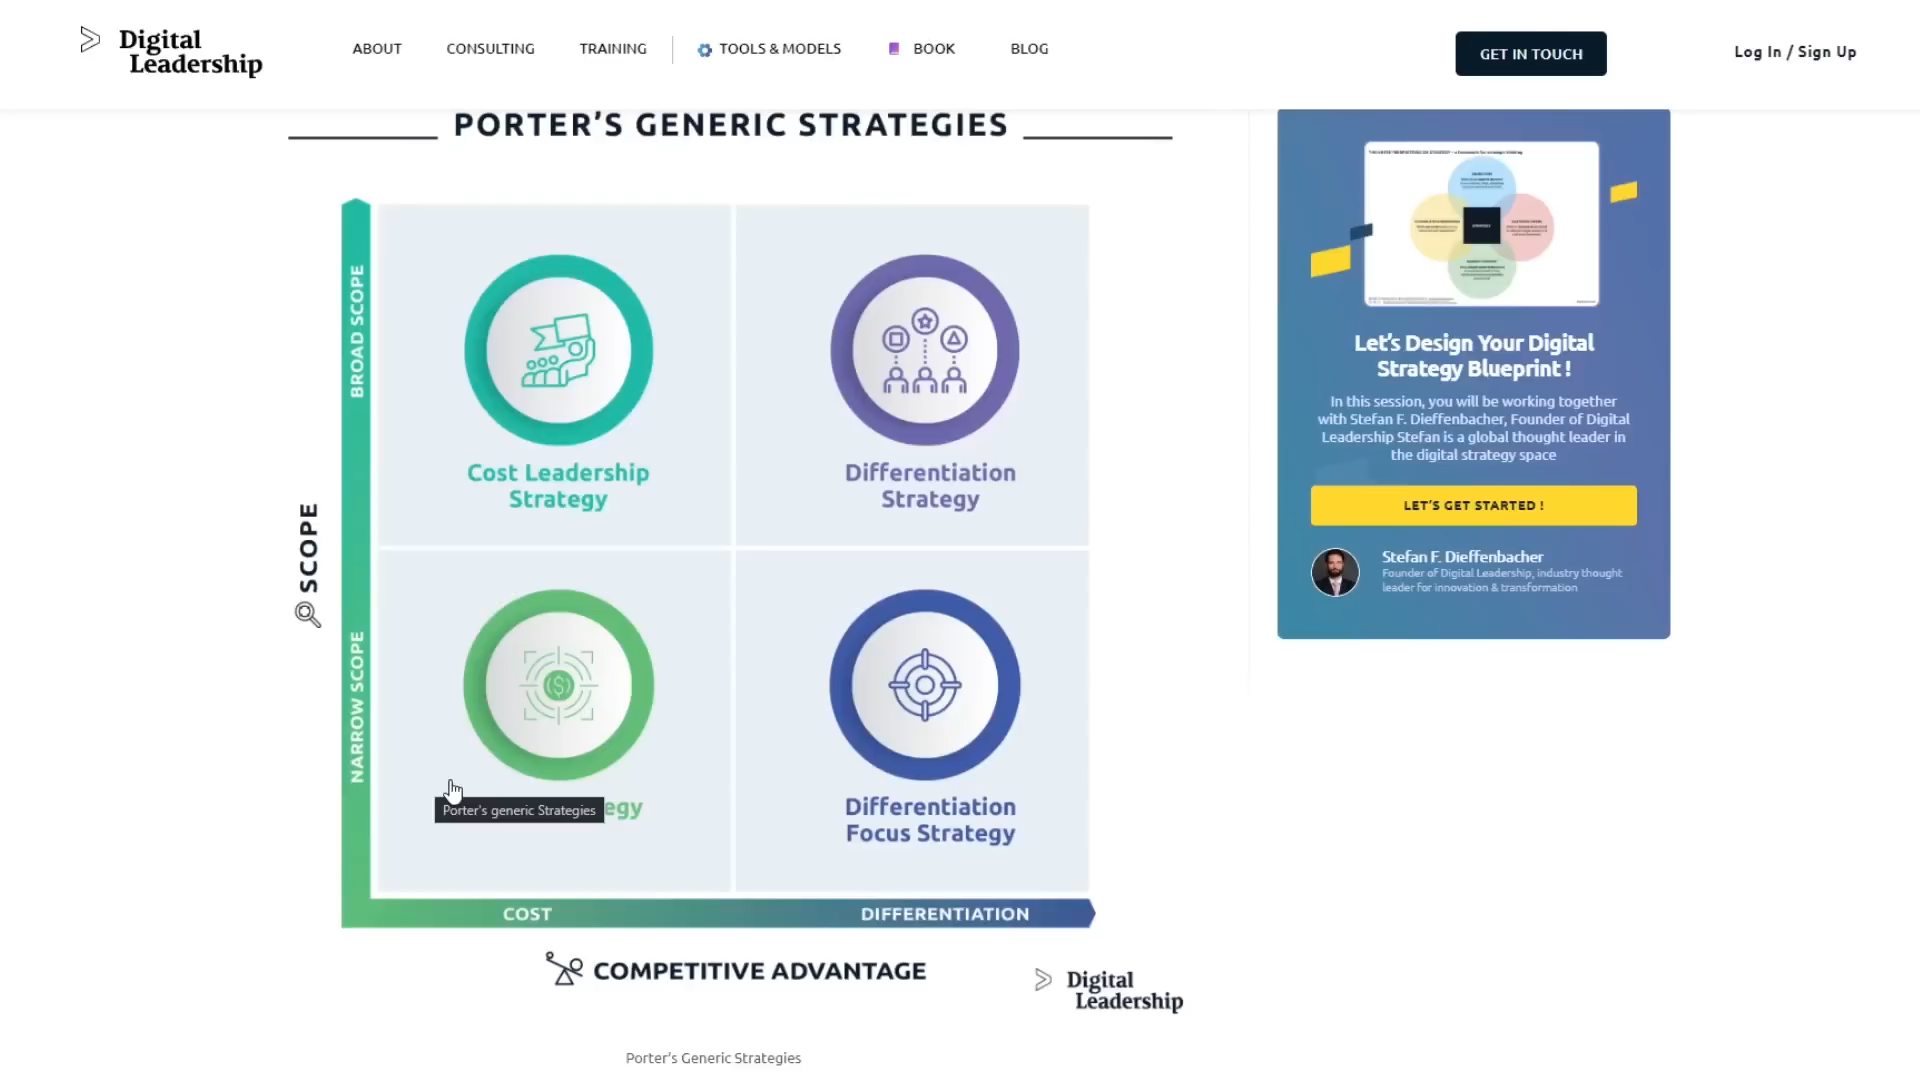 Digital
Leadership
ABOUT
CONSULTING
TRAINING
TOOLS & MODELS
BOOK
BLOG
GET IN TOUCH
Log In / Sign Up
PORTER'S GENERIC STRATEGIES
SCOPE
BROAD SCOPE
NARROW SCOPE
Cost Leadership
Strategy
Differentiation
Strategy
Porter's generic Strategies
egy
Differentiation
Focus Strategy
COST
DIFFERENTIATION
COMPETITIVE ADVANTAGE
Digital
Leadership
Porter's Generic Strategies
Let's Design Your Digital
Strategy Blueprint !
In this session, you will be working together
with Stefan F. Dieffenbacher, Founder of Digital
Leadership Stefan is a global thought leader in
the digital strategy space
LET'S GET STARTED !
Stefan F. Dieffenbacher
Founder of Digital Leadership, industry thought
leader for innovation & transformation